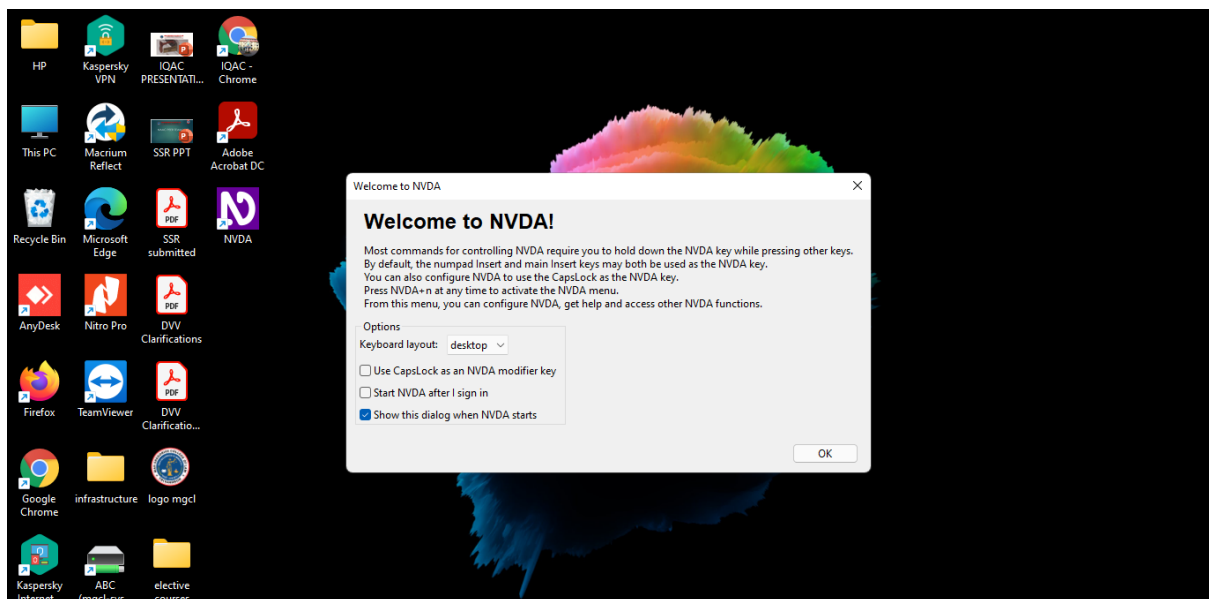 HP
Kaspersky
VPN
IQAC
PRESENTATI...
IQAC -
Chrome
This PC
Macrium
Reflect
SSR PPT
Adobe
Acrobat DC
Recycle Bin
Microsoft
Edge
PDF
SSR
submitted
NVDA
AnyDesk
Nitro Pro
PDF
DVV
Clarifications
Firefox
TeamViewer
PDF
DVV
Clarificatio...
Google
Chrome
infrastructure
logo mgcl
Kaspersky
Internet
ABC
(mgcl-sys
elective
courses
Welcome to NVDA
Welcome to NVDA!
Most commands for controlling NVDA require you to hold down the NVDA key while pressing other keys.
By default, the numpad Insert and main Insert keys may both be used as the NVDA key.
You can also configure NVDA to use the CapsLock as the NVDA key.
Press NVDA+n at any time to activate the NVDA menu.
From this menu, you can configure NVDA, get help and access other NVDA functions.
Options
Keyboard layout: desktop
Use CapsLock as an NVDA modifier key
Start NVDA after I sign in
Show this dialog when NVDA starts
OK